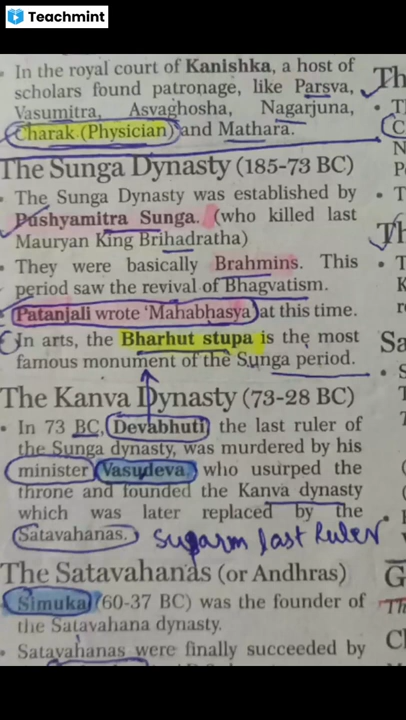 Teachmint
In the royal court of Kanishka, a host of
scholars found patronage, like Parsva,
Vasumitra, Asvaghosha, Nagarjuna,
Charak (Physician) and Mathara.
The Sunga Dynasty (185-73 BC)
• The Sunga Dynasty was established by
Pushyamitra Sunga. (who killed last
Mauryan King Brihadratha)
• They were basically Brahmins. This
period saw the revival of Bhagvatism.
Patanjali wrote 'Mahabhasya' at this time.
In arts, the Bharhut stupa is the most
famous monument of the Sunga period.
The Kanva Dynasty (73-28 BC)
• In 73 BC, Devabhuti, the last ruler of
the Sunga dynasty, was murdered by his
minister Vasudeva, who usurped the
throne and founded the Kanva dynasty
which was later replaced by the
Satavahanas. last Ruler
The Satavahanas (or Andhras)
Simuka (60-37 BC) was the founder of
the Satavahana dynasty.
• Satavahanas were finally succeeded by